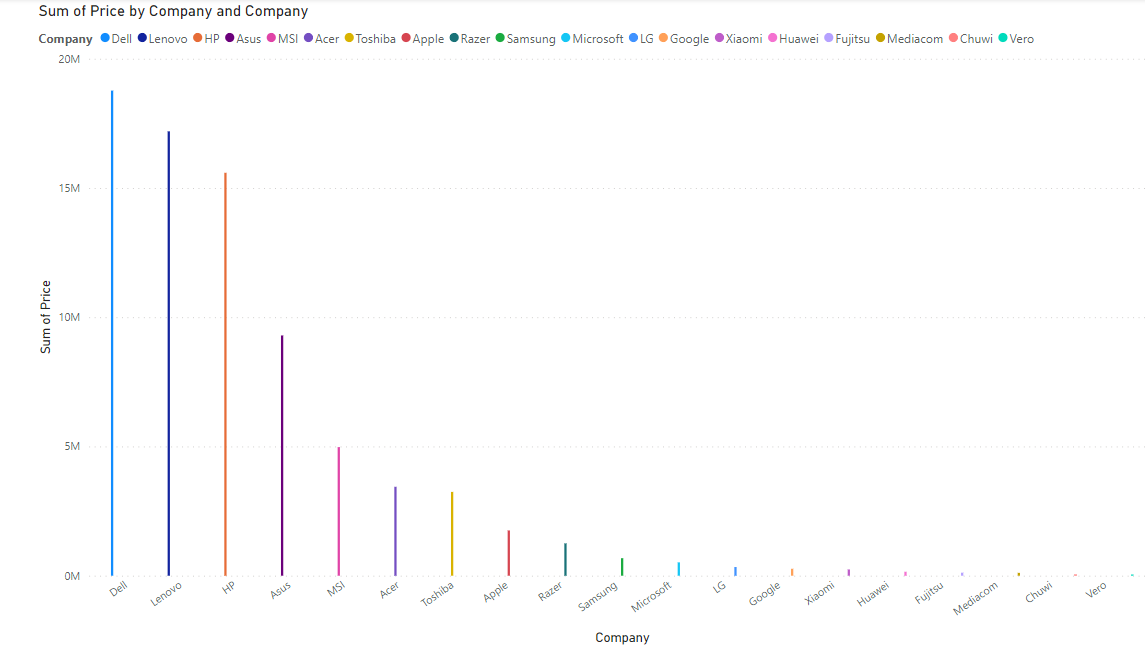 Sum of Price by Company and Company
Company Dell Lenovo HP Asus MSI Acer Toshiba Apple Razer Samsung Microsoft LG Google Xiaomi Huawei Fujitsu Mediacom Chuwi Vero
20M
15M
10M
5M
0M
Sum of Price
Dell Lenovo HP Asus MSI Acer Toshiba Apple Razer Samsung Microsoft LG Google Xiaomi Huawei Fujitsu Mediacom Chuwi Vero
Company